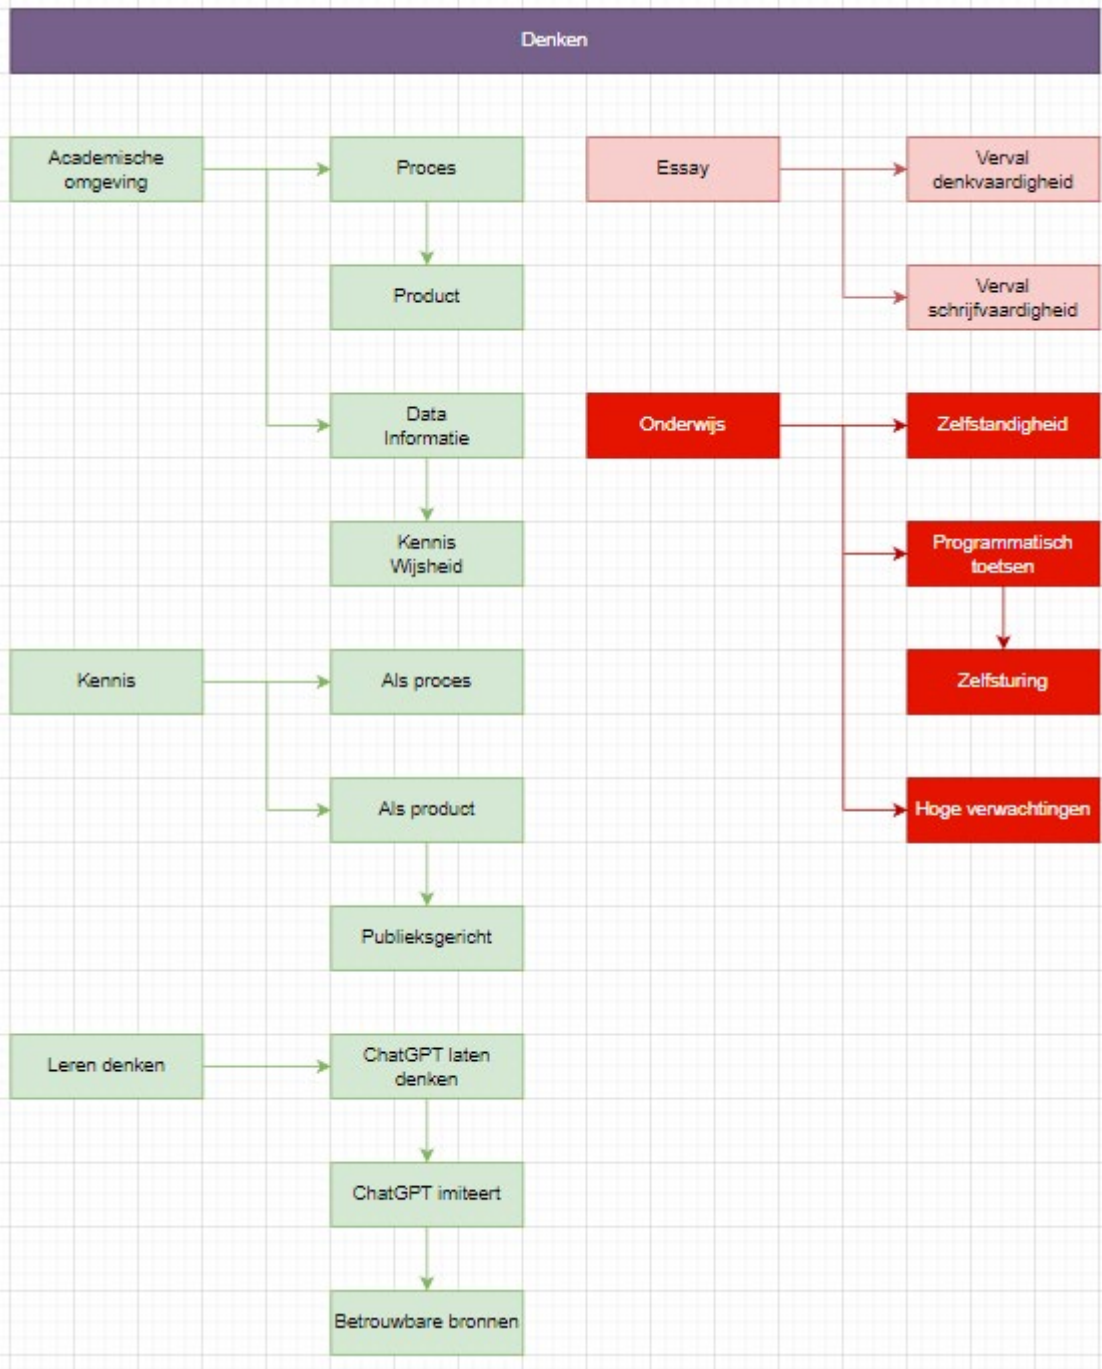 Denken
Academische
omgeving
Proces
Product
Data
Informatie
Kennis
Wijsheid
Kennis
Als proces
Als product
Publieksgericht
Leren denken
ChatGPT laten
denken
ChatGPT imiteert
Betrouwbare bronnen
Essay
Verval
denkvaardigheid
Verval
schrijfvaardigheid
Onderwijs
Zelfstandigheid
Programmatisch
toetsen
Zelfsturing
Hoge verwachtingen